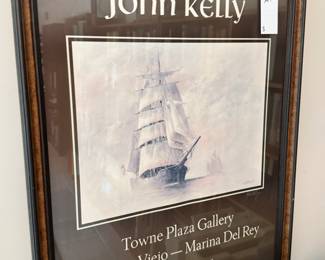 John Kelly
Towne Plaza Gallery
Viejo — Marina Del Rey